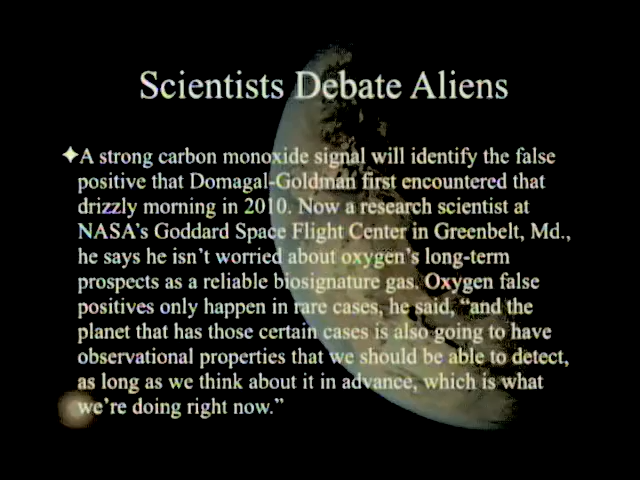 Scientists Debate Aliens
✦A strong carbon monoxide signal will identify the false
positive that Domagal-Goldman first encountered that
drizzly morning in 2010. Now a research scientist at
NASA's Goddard Space Flight Center in Greenbelt, Md.,
he says he isn't worried about oxygen's long-term
prospects as a reliable biosignature gas. Oxygen false
positives only happen in rare cases, he said, “and the
planet that has those certain cases is also going to have
observational properties that we should be able to detect,
as long as we think about it in advance, which is what
we're doing right now.”